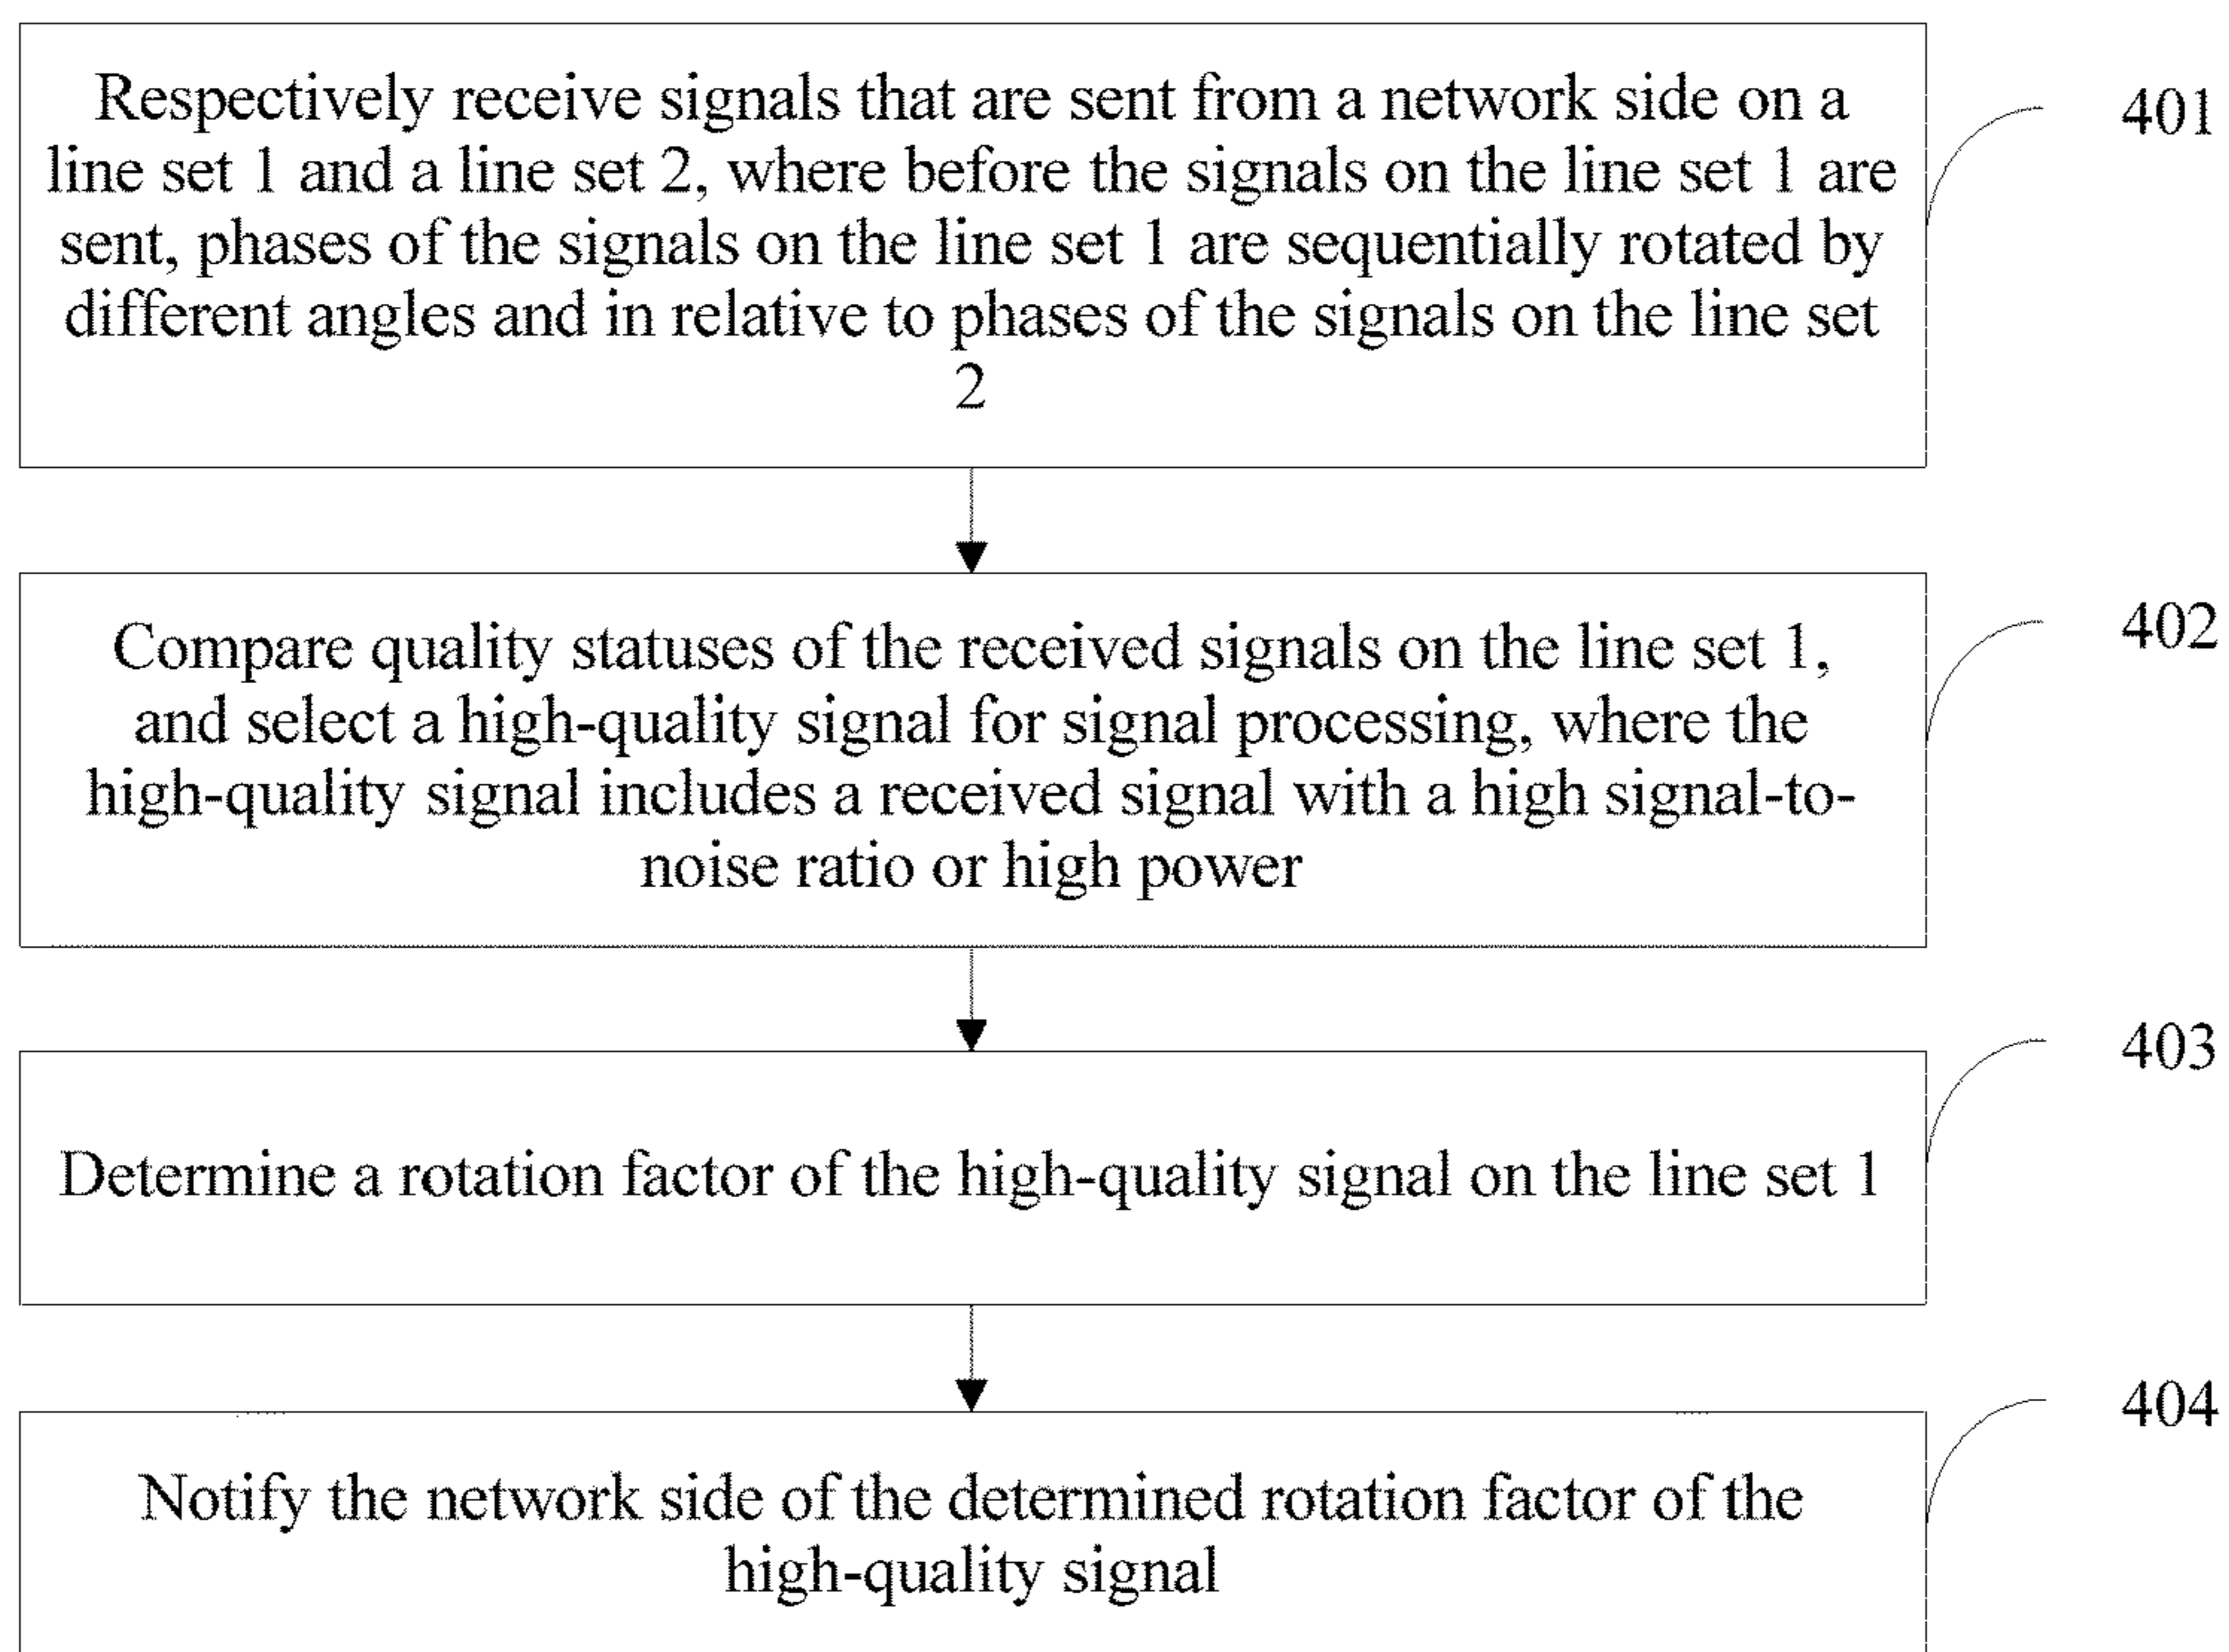 Respectively receive signals that are sent from a network side on a
line set 1 and a line set 2, where before the signals on the line set 1 are
sent, phases of the signals on the line set 1 are sequentially rotated by
different angles and in relative to phases of the signals on the line set
2
401
Compare quality statuses of the received signals on the line set 1,
and select a high-quality signal for signal processing, where the
high-quality signal includes a received signal with a high signal-to-
noise ratio or high power
402
Determine a rotation factor of the high-quality signal on the line set 1
403
Notify the network side of the determined rotation factor of the
high-quality signal
404